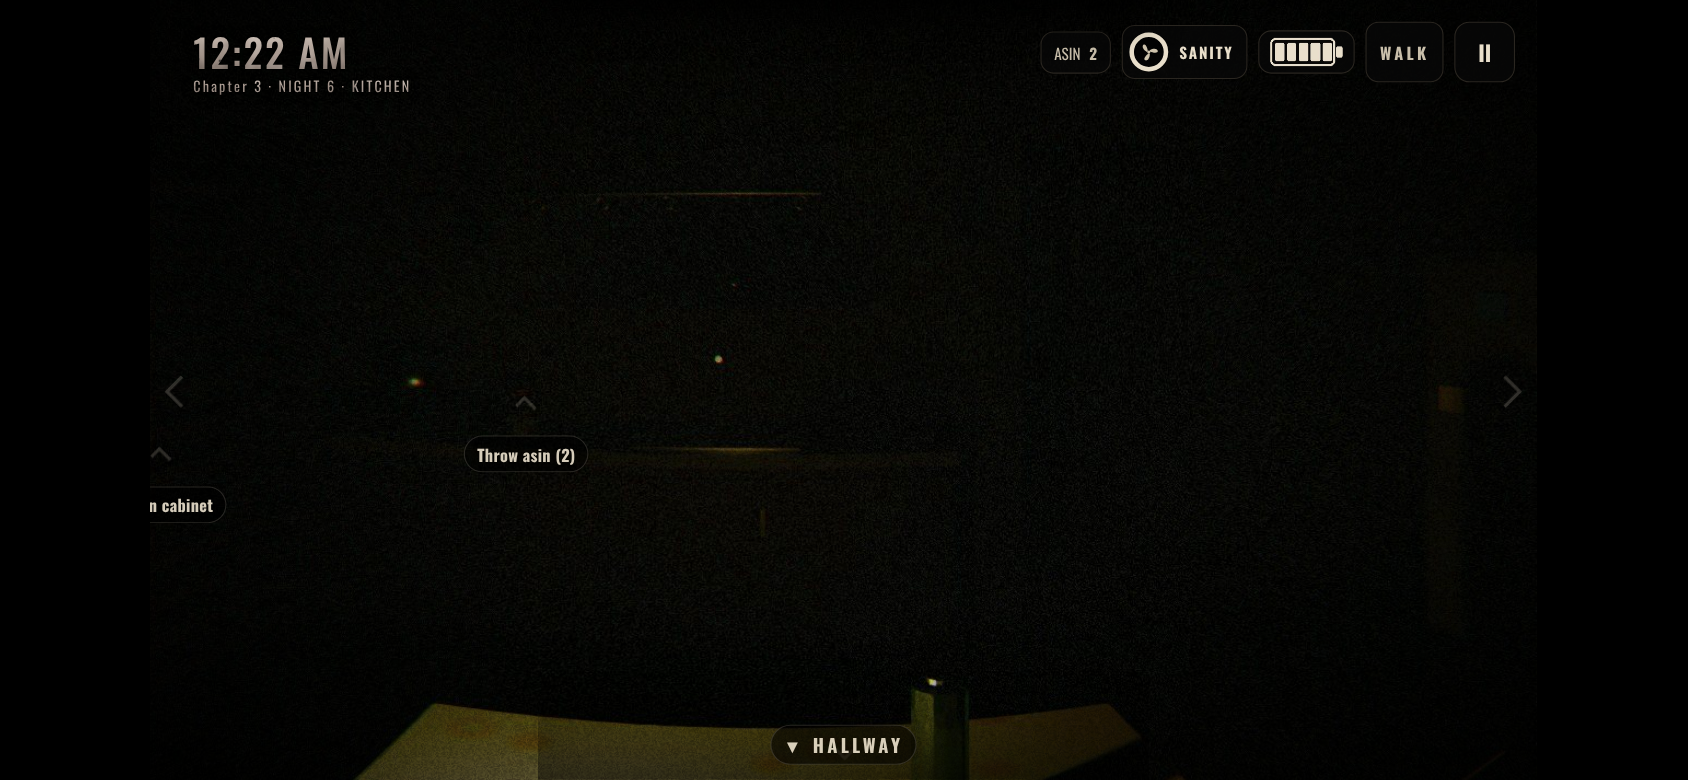 12:22 AM
Chapter 3 · NIGHT 6 · KITCHEN
ASIN 2
SANITY
WALK
Throw asin (2)
n cabinet
▼ HALLWAY